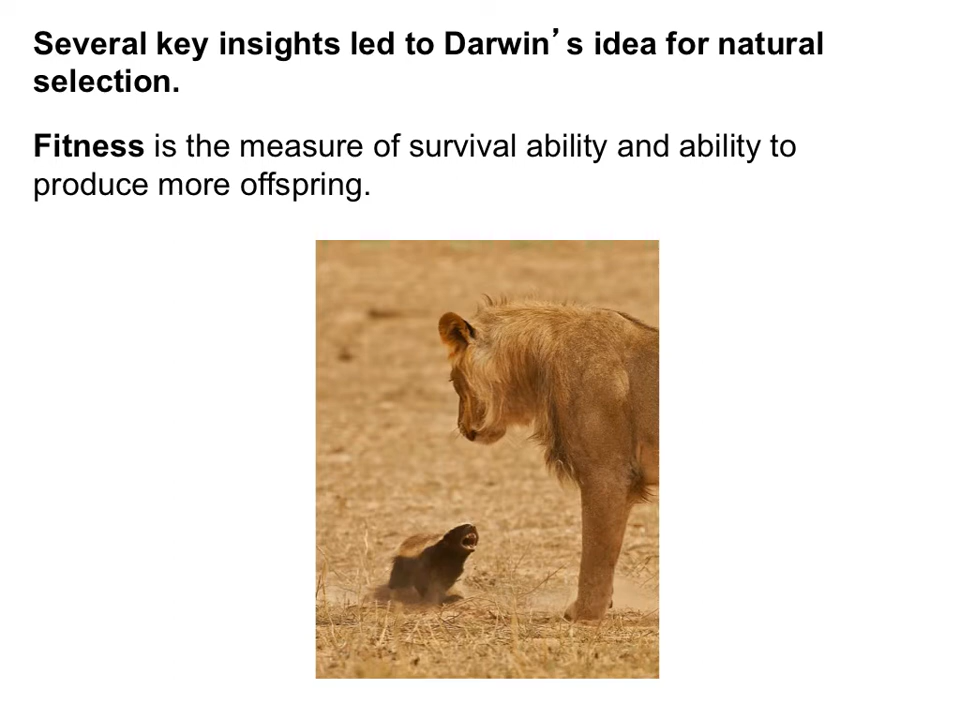 Several key insights led to Darwin’s idea for natural
selection.
Fitness is the measure of survival ability and ability to
produce more offspring.